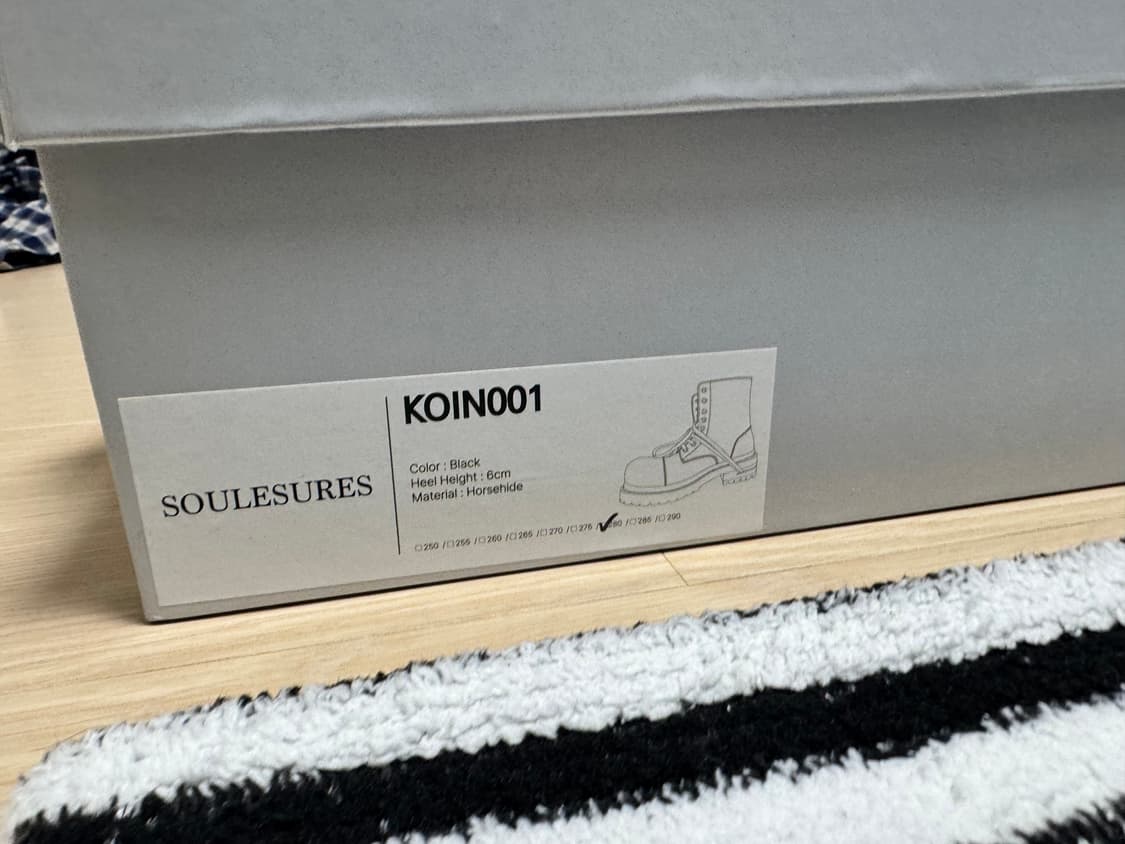 SOULESURES
KOIN001
Color : Black
Heel Height : 6cm
Material : Horsehide
□250 /□255 /□260 /□265 /□270 /□275 /✓280 /□285 /□290